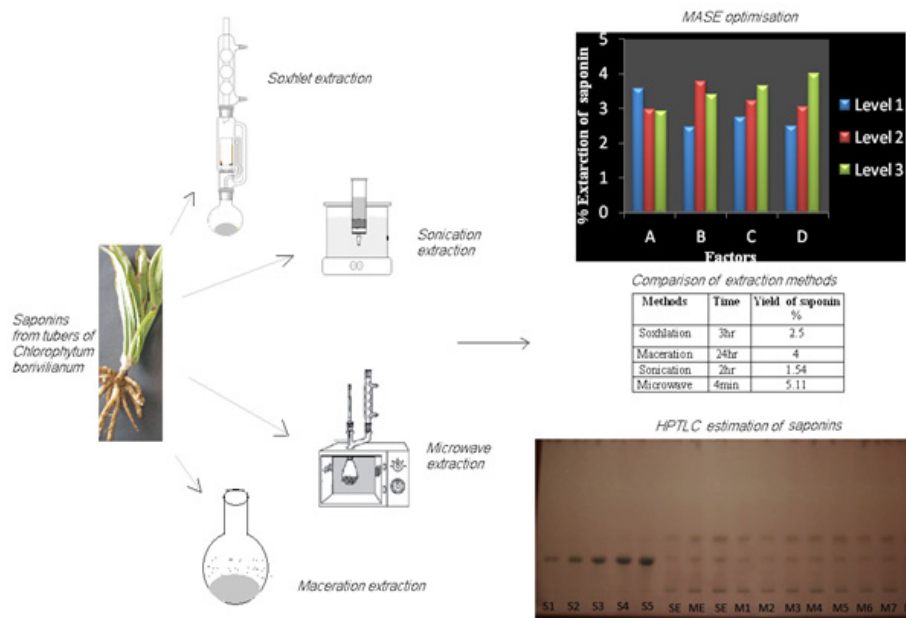 MASE optimisation
Soxhlet extraction
5
4
3
2
1
0
% Extarction of saponin
Level 1
Level 2
Level 3
A B C D
Factors
Sonication
extraction
Saponins
from tubers of
Chlorophytum
borivilianum
Comparison of extraction methods
Methods Time Yield of saponin
%
Soxhlation 3hr 2.5
Maceration 24hr 4
Sonication 2hr 1.54
Microwave 4min 5.11
Microwave
extraction
HPTLC estimation of saponins
Maceration extraction
S1 S2 S3 S4 S5 SE ME SE M1 M2 M3 M4 M5 M6 M7